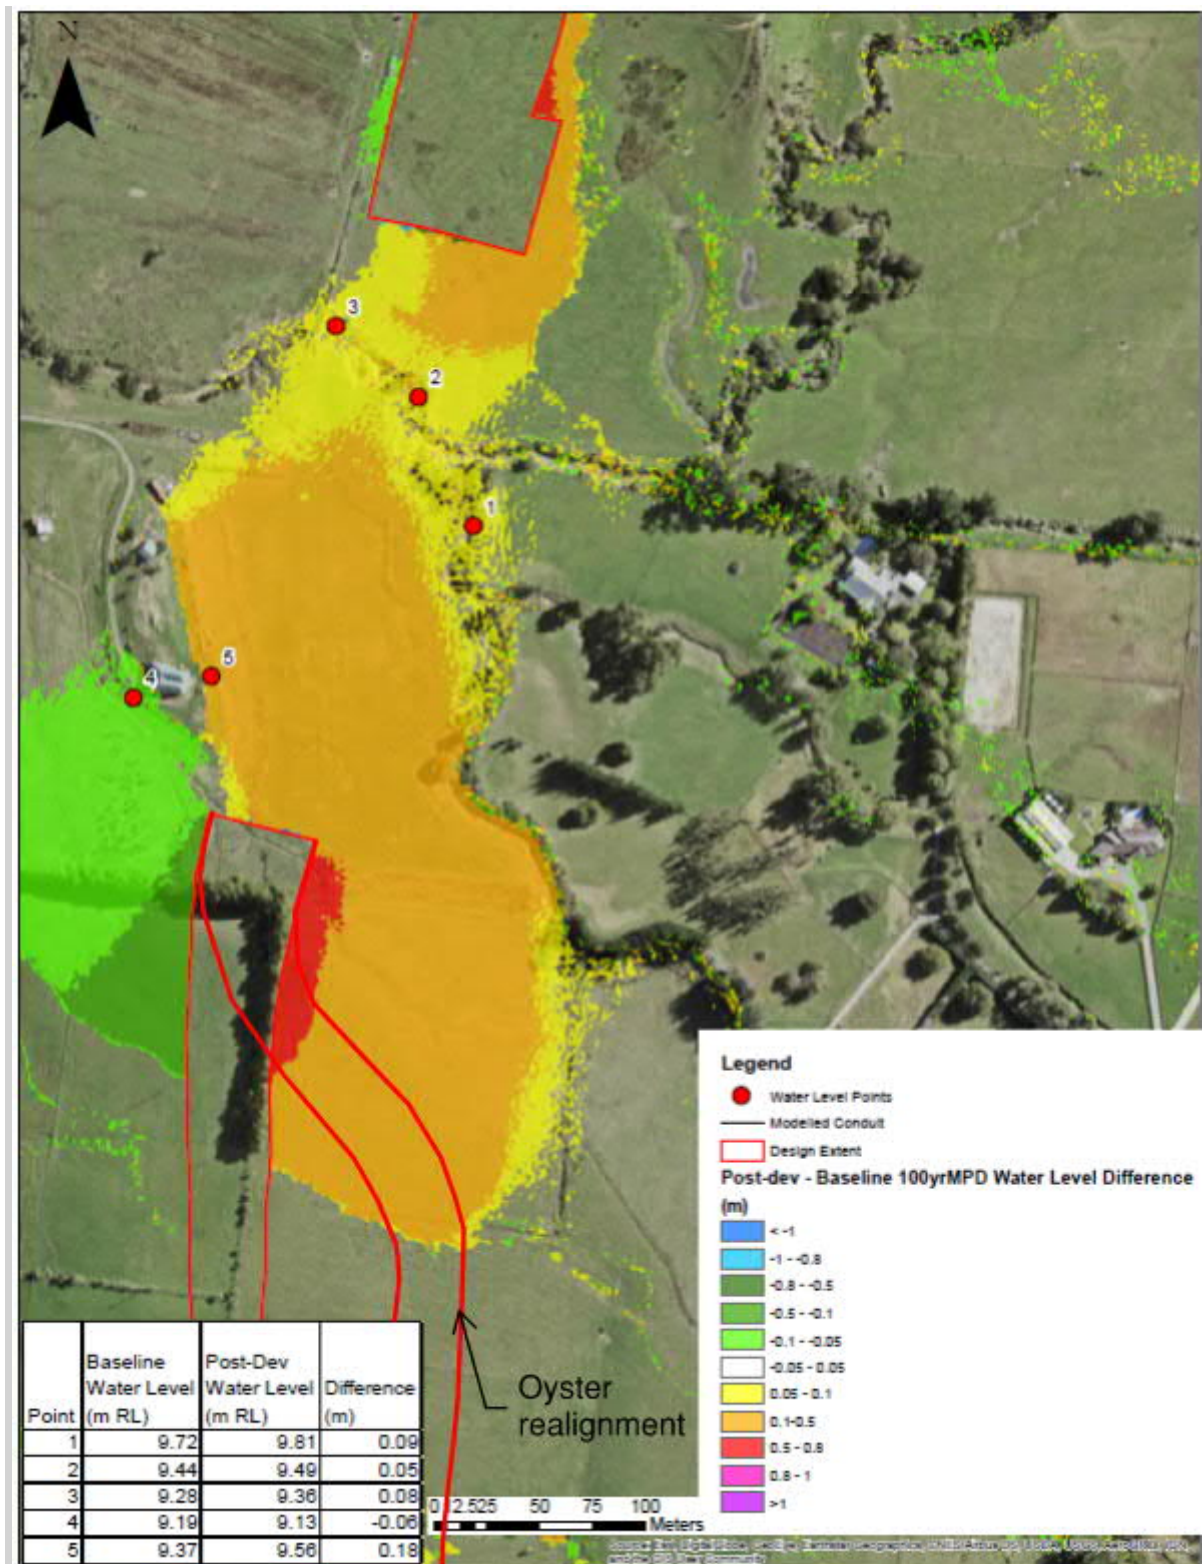 N
3
2
1
5
4
Legend
Water Level Points
Modelled Conduit
Design Extent
Post-dev - Baseline 100yrMPD Water Level Difference
(m)
< -1
-1 - -0.8
-0.8 - -0.5
-0.5 - -0.1
-0.1 - -0.05
-0.05 - 0.05
0.05 - 0.1
0.1-0.5
0.5 - 0.8
0.8 - 1
>1
Oyster
realignment
Point Baseline Water Level (m RL) Post-Dev Water Level (m RL) Difference (m)
1 9.72 9.81 0.09
2 9.44 9.49 0.05
3 9.28 9.36 0.08
4 9.19 9.13 -0.06
5 9.37 9.56 0.18
0 12.5 25 50 75 100
Meters